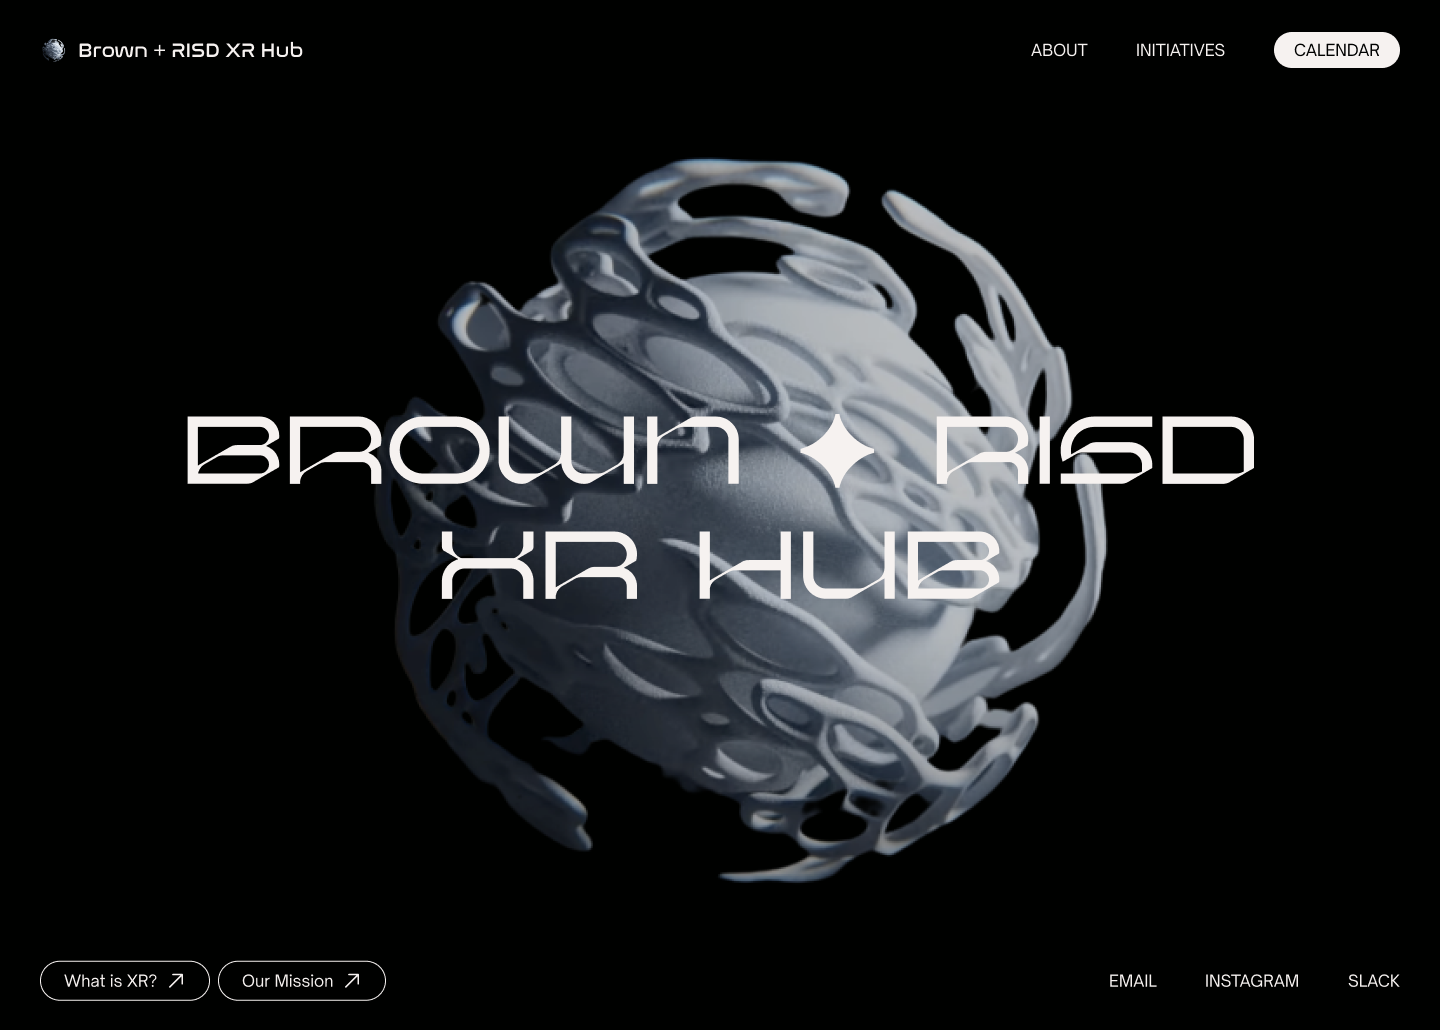 Brown + RISD XR Hub
ABOUT
INITIATIVES
CALENDAR
BROWN ✦ RISD
XR HUB
What is XR?
Our Mission
EMAIL
INSTAGRAM
SLACK